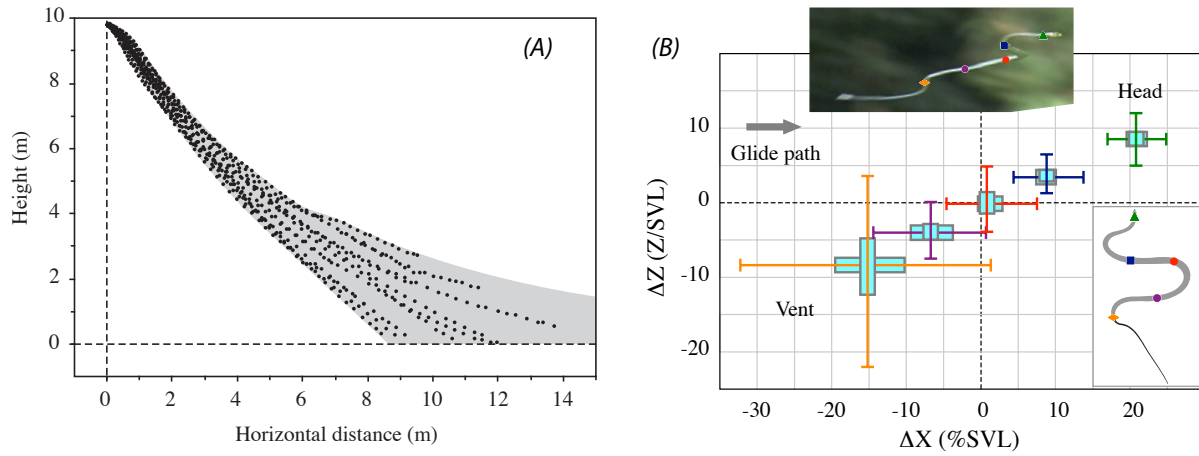 (A)
10
8
6
4
2
0
Height (m)
0
2
4
6
8
10
12
14
Horizontal distance (m)
(B)
Head
10
0
-10
-20
ΔZ (Z/SVL)
Glide path
Vent
-30
-20
-10
0
10
20
ΔX (%SVL)